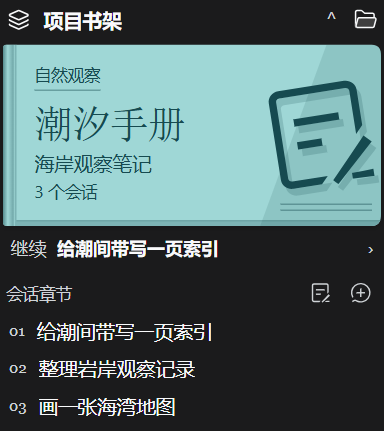 项目书架
自然观察
潮汐手册
海岸观察笔记
3 个会话
继续 给潮间带写一页索引
会话章节
01 给潮间带写一页索引
02 整理岩岸观察记录
03 画一张海湾地图